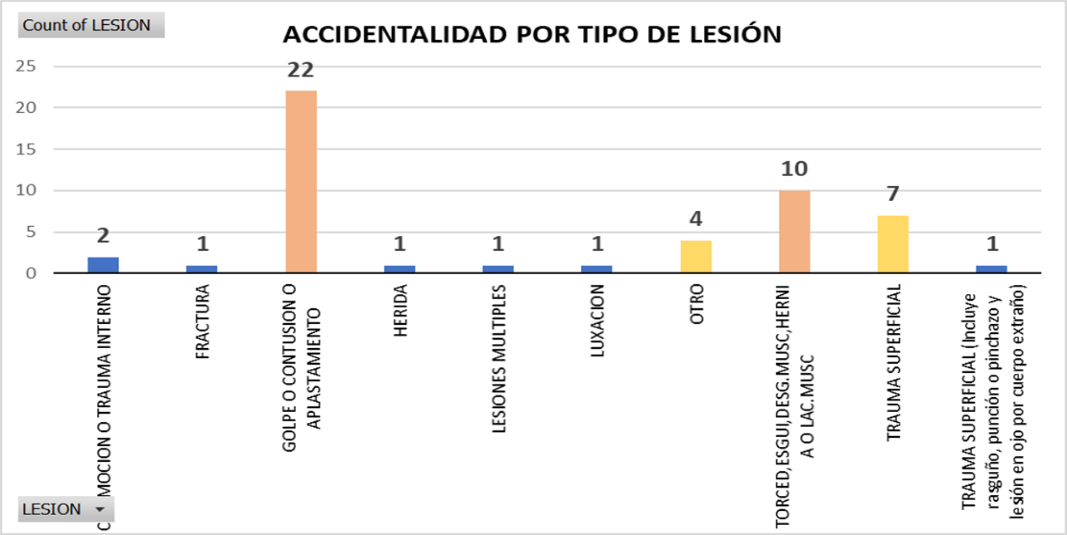 Count of LESION
ACCIDENTALIDAD POR TIPO DE LESIÓN
25
20
15
10
5
0
2
1
22
1
1
1
4
10
7
1
MOCION O TRAUMA INTERNO
FRACTURA
GOLPE O CONTUSION O
APLASTAMIENTO
HERIDA
LESIONES MULTIPLES
LUXACION
OTRO
TORCED,ESGUI,DESG.MUSC,HERNI
A O LAC.MUSC
TRAUMA SUPERFICIAL
TRAUMA SUPERFICIAL (Incluye
rasguño, punción o pinchazo y
lesión en ojo por cuerpo extraño)
LESION